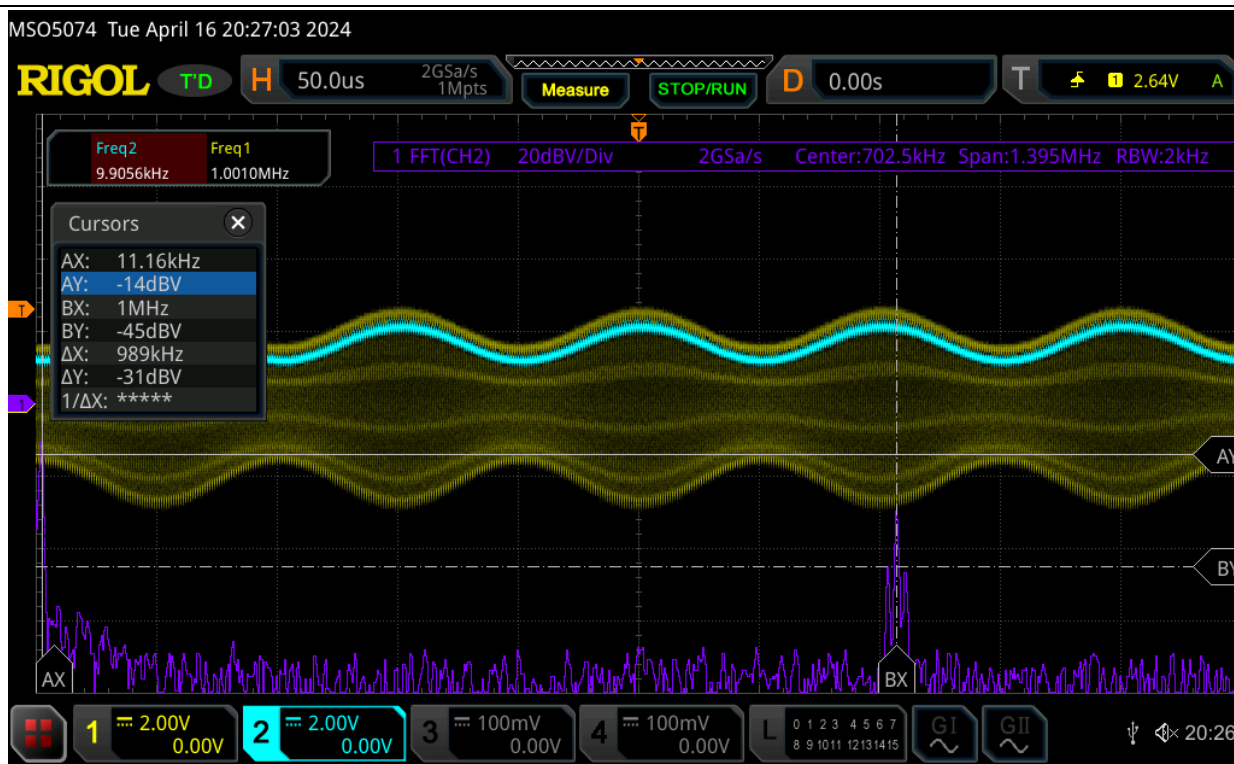 MSO5074 Tue April 16 20:27:03 2024
RIGOL T'D H 50.0us 2GSa/s 1Mpts Measure STOP/RUN D 0.00s T 1 2.64V A
T
Freq2 Freq1
9.9056kHz 1.0010MHz
1 FFT(CH2) 20dBV/Div 2GSa/s Center:702.5kHz Span:1.395MHz RBW:2kHz
Cursors
AX: 11.16kHz
AY: -14dBV
BX: 1MHz
BY: -45dBV
ΔX: 989kHz
ΔY: -31dBV
1/ΔX: *****
T
1
AY
BY
AX BX
1 2.00V 0.00V 2 2.00V 0.00V 3 100mV 0.00V 4 100mV 0.00V L 0 1 2 3 4 5 6 7 GI GII
8 9 10 11 12 13 14 15
20:26